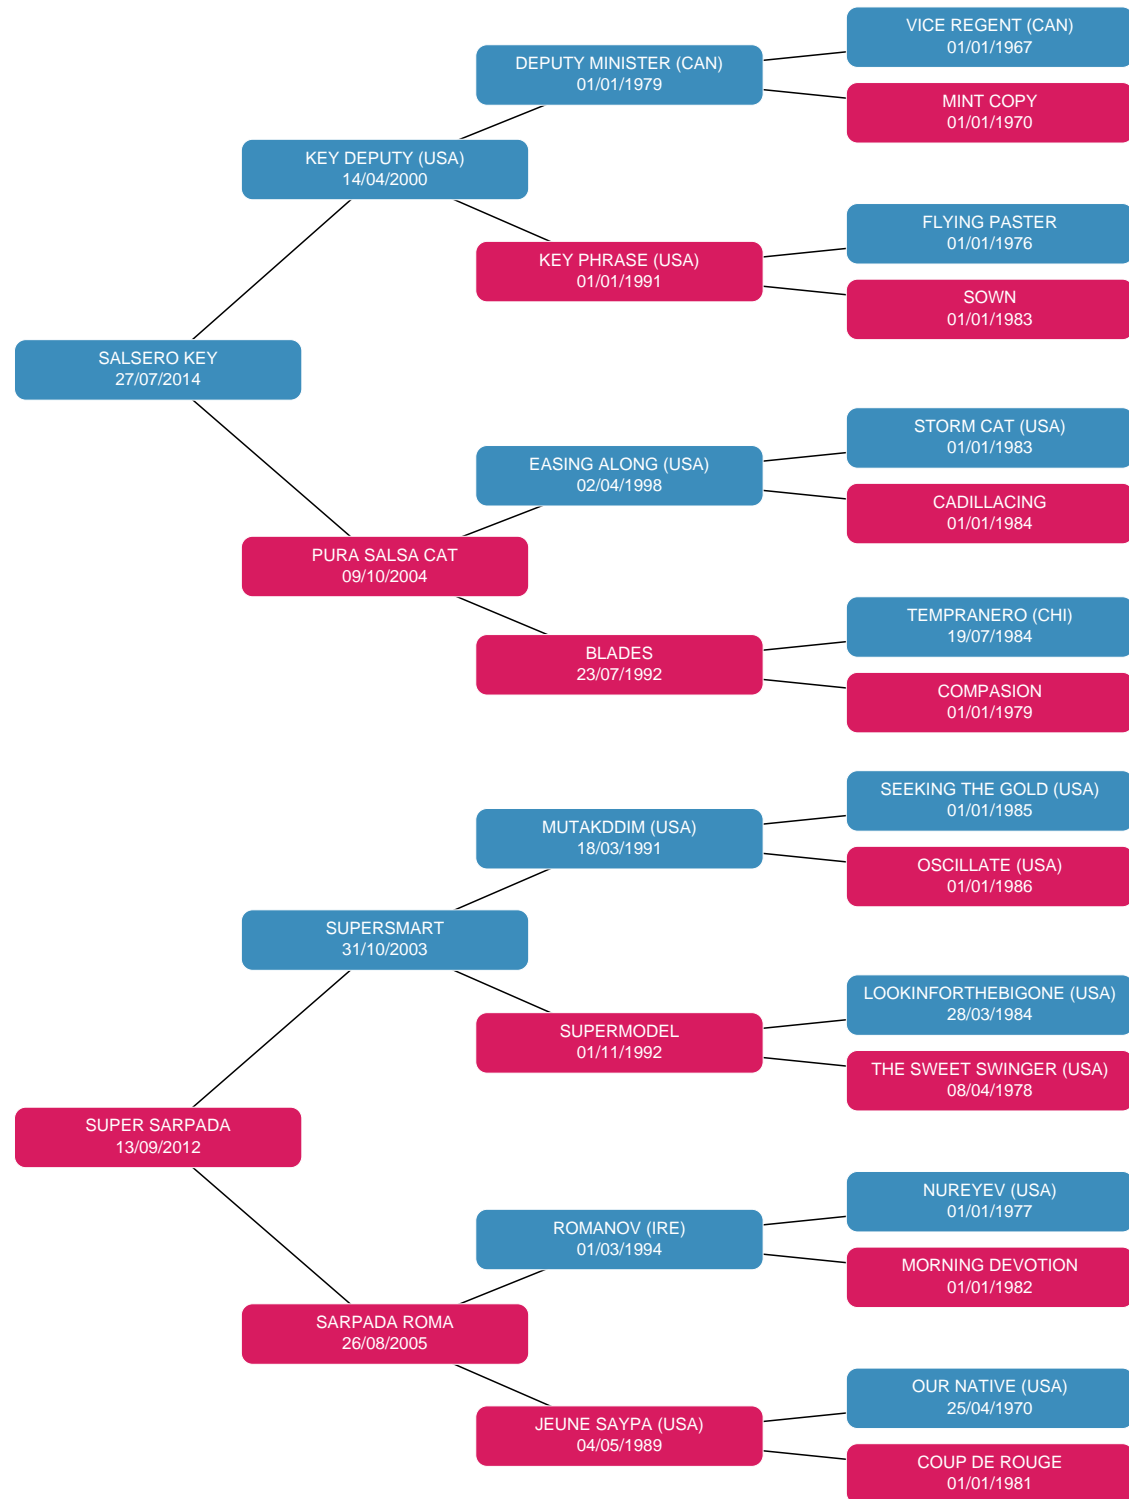 VICE REGENT (CAN)
01/01/1967
DEPUTY MINISTER (CAN)
01/01/1979
MINT COPY
01/01/1970
KEY DEPUTY (USA)
14/04/2000
FLYING PASTER
01/01/1976
KEY PHRASE (USA)
01/01/1991
SOWN
01/01/1983
SALSERO KEY
27/07/2014
STORM CAT (USA)
01/01/1983
EASING ALONG (USA)
02/04/1998
CADILLACING
01/01/1984
PURA SALSA CAT
09/10/2004
TEMPRANERO (CHI)
19/07/1984
BLADES
23/07/1992
COMPASION
01/01/1979
SEEKING THE GOLD (USA)
01/01/1985
MUTAKDDIM (USA)
18/03/1991
OSCILLATE (USA)
01/01/1986
SUPERSMART
31/10/2003
LOOKINFORTHEBIGONE (USA)
28/03/1984
SUPERMODEL
01/11/1992
THE SWEET SWINGER (USA)
08/04/1978
SUPER SARPADA
13/09/2012
NUREYEV (USA)
01/01/1977
ROMANOV (IRE)
01/03/1994
MORNING DEVOTION
01/01/1982
SARPADA ROMA
26/08/2005
OUR NATIVE (USA)
25/04/1970
JEUNE SAYPA (USA)
04/05/1989
COUP DE ROUGE
01/01/1981